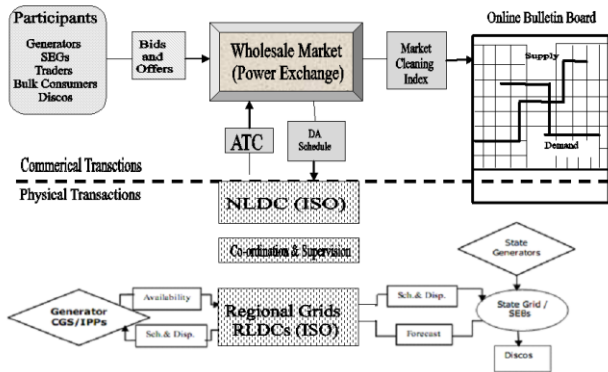 Participants
Generators
SEGs
Traders
Bulk Consumers
Discos
Bids
and
Offers
Wholesale Market
(Power Exchange)
Market
Cleaning
Index
Online Bulletin Board
Supply
Demand
ATC
DA
Schedule
Commerical Transctions
Physical Transactions
NLDC (ISO)
Co-ordination & Supervision
State
Generators
Generator
CGS/IPPs
Availability
Sch.& Disp.
Regional Grids
RLDCs (ISO)
Sch.& Disp.
Forecast
State Grid /
SEBs
Discos